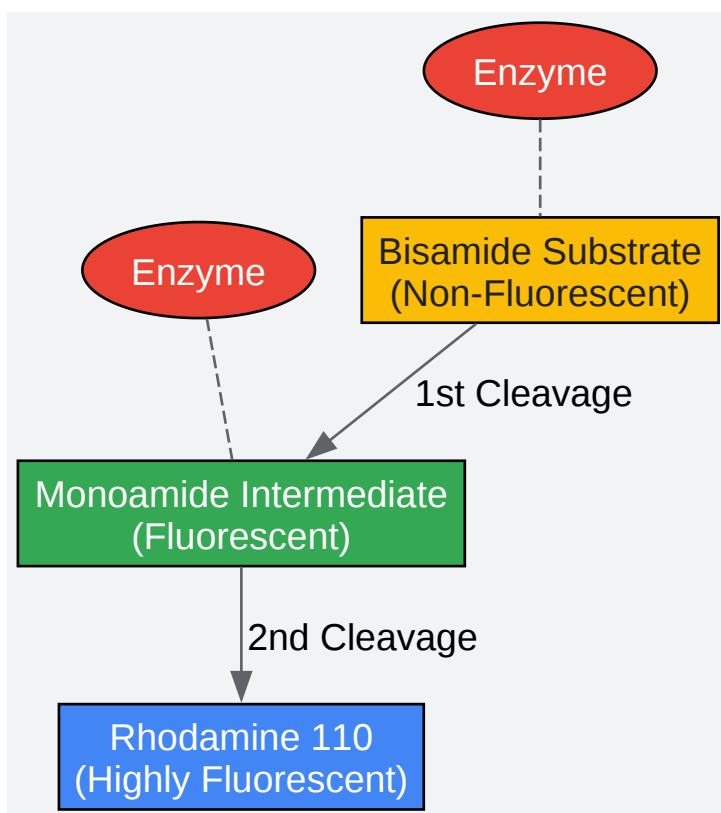 Enzyme
Bisamide Substrate
(Non-Fluorescent)
Enzyme
1st Cleavage
Monoamide Intermediate
(Fluorescent)
2nd Cleavage
Rhodamine 110
(Highly Fluorescent)